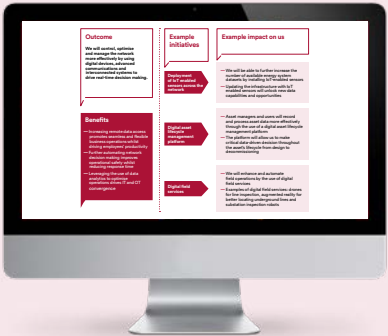 Outcome
We will control, optimise
and manage the network
more effectively by using
digital devices, advanced
communications and
interconnected systems to
drive real-time decision making.
Benefits
— Increasing remote data access
promotes seamless and flexible
business operations whilst
driving employees' productivity
— Further automating network
decision making improves
operational safety whilst
reducing response time
— Leveraging the use of data
analytics to optimise
operations drives IT and OT
convergence
Example
initiatives
Deployment
of IoT enabled
sensors across the
network
Digital asset
lifecycle
management
platform
Digital field
services
Example impact on us
— We will be able to further increase the
number of available energy system
datasets by installing IoT-enabled sensors
— Updating the infrastructure with IoT
enabled sensors will unlock new data
capabilities and opportunities
— Asset managers and users will record
and process asset data more effectively
through the use of a digital asset lifecycle
management platform
— The platform will allow us to make
critical data-driven decision throughout
the asset's lifecycle from design to
decommissioning
— We will enhance and automate
field operations by the use of digital
field services
— Examples of digital field services: drones
for line inspection, augmented reality for
better locating underground lines and
substation inspection robots